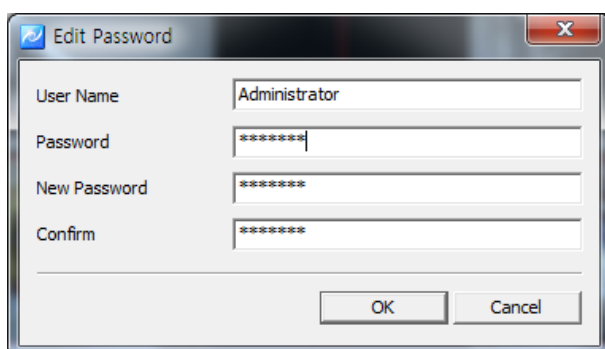 Edit Password
User Name Administrator
Password *******
New Password *******
Confirm *******
OK Cancel